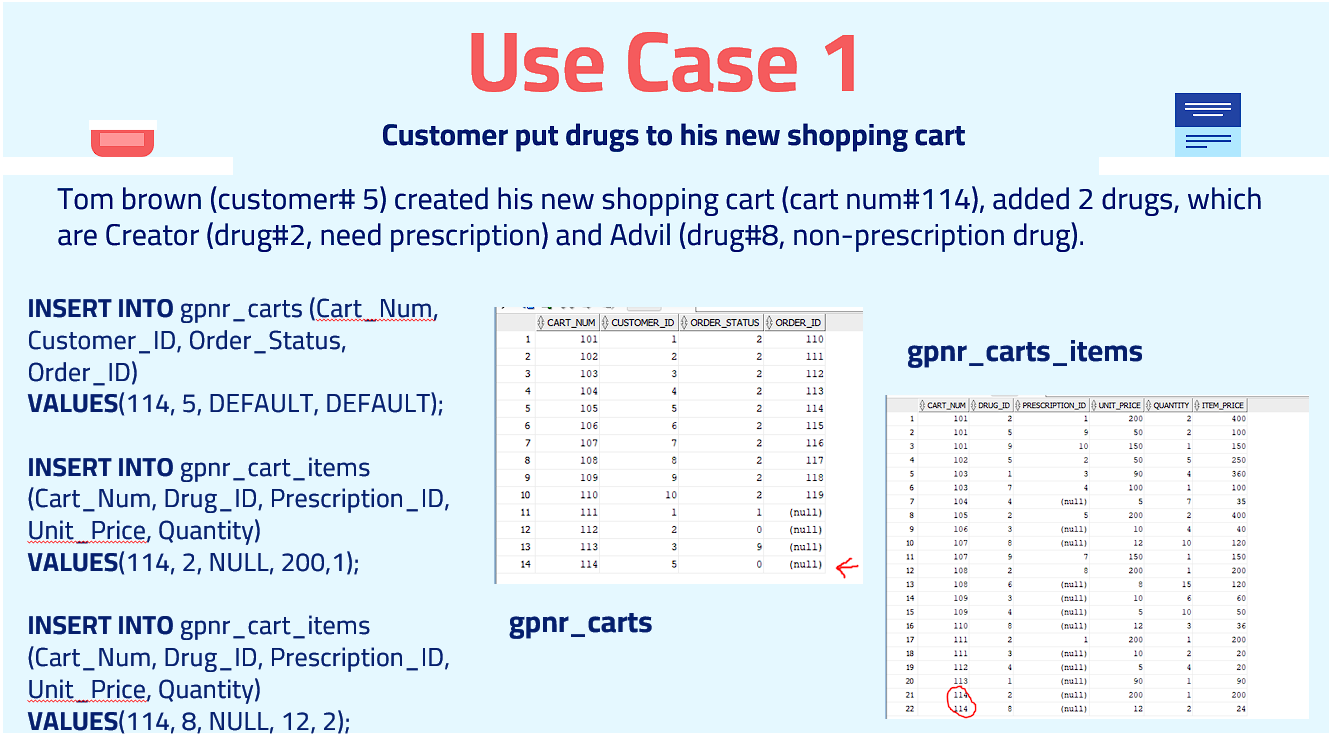 Use Case 1
Customer put drugs to his new shopping cart
Tom brown (customer# 5) created his new shopping cart (cart num#114), added 2 drugs, which
are Creator (drug#2, need prescription) and Advil (drug#8, non-prescription drug).
INSERT INTO gpnr_carts (Cart_Num,
Customer_ID, Order_Status,
Order_ID)
VALUES(114, 5, DEFAULT, DEFAULT);
INSERT INTO gpnr_cart_items
(Cart_Num, Drug_ID, Prescription_ID,
Unit_Price, Quantity)
VALUES(114, 2, NULL, 200,1);
INSERT INTO gpnr_cart_items
(Cart_Num, Drug_ID, Prescription_ID,
Unit_Price, Quantity)
VALUES(114, 8, NULL, 12, 2);
CART_NUM CUSTOMER_ID ORDER_STATUS ORDER_ID
1 101 1 2 110
2 102 2 2 111
3 103 3 2 112
4 104 4 2 113
5 105 5 2 114
6 106 6 2 115
7 107 7 2 116
8 108 8 2 117
9 109 9 2 118
10 110 10 2 119
11 111 1 1 (null)
12 112 2 0 (null)
13 113 3 9 (null)
14 114 5 0 (null)
gpnr_carts
gpnr_carts_items
CART_NUM DRUG_ID PRESCRIPTION_ID UNIT_PRICE QUANTITY ITEM_PRICE
1 101 2 1 200 2 400
2 101 5 9 50 2 100
3 101 9 10 150 1 150
4 102 5 2 50 5 250
5 103 1 3 90 4 360
6 103 7 4 100 1 100
7 104 4 (null) 5 7 35
8 105 2 5 200 2 400
9 106 3 (null) 10 4 40
10 107 8 (null) 12 10 120
11 107 9 7 150 1 150
12 108 2 8 200 1 200
13 108 6 (null) 8 15 120
14 109 3 (null) 10 6 60
15 109 4 (null) 5 10 50
16 110 8 (null) 12 3 36
17 111 2 1 200 1 200
18 111 3 (null) 10 2 20
19 112 4 (null) 5 4 20
20 113 1 (null) 90 1 90
21 114 2 (null) 200 1 200
22 114 8 (null) 12 2 24